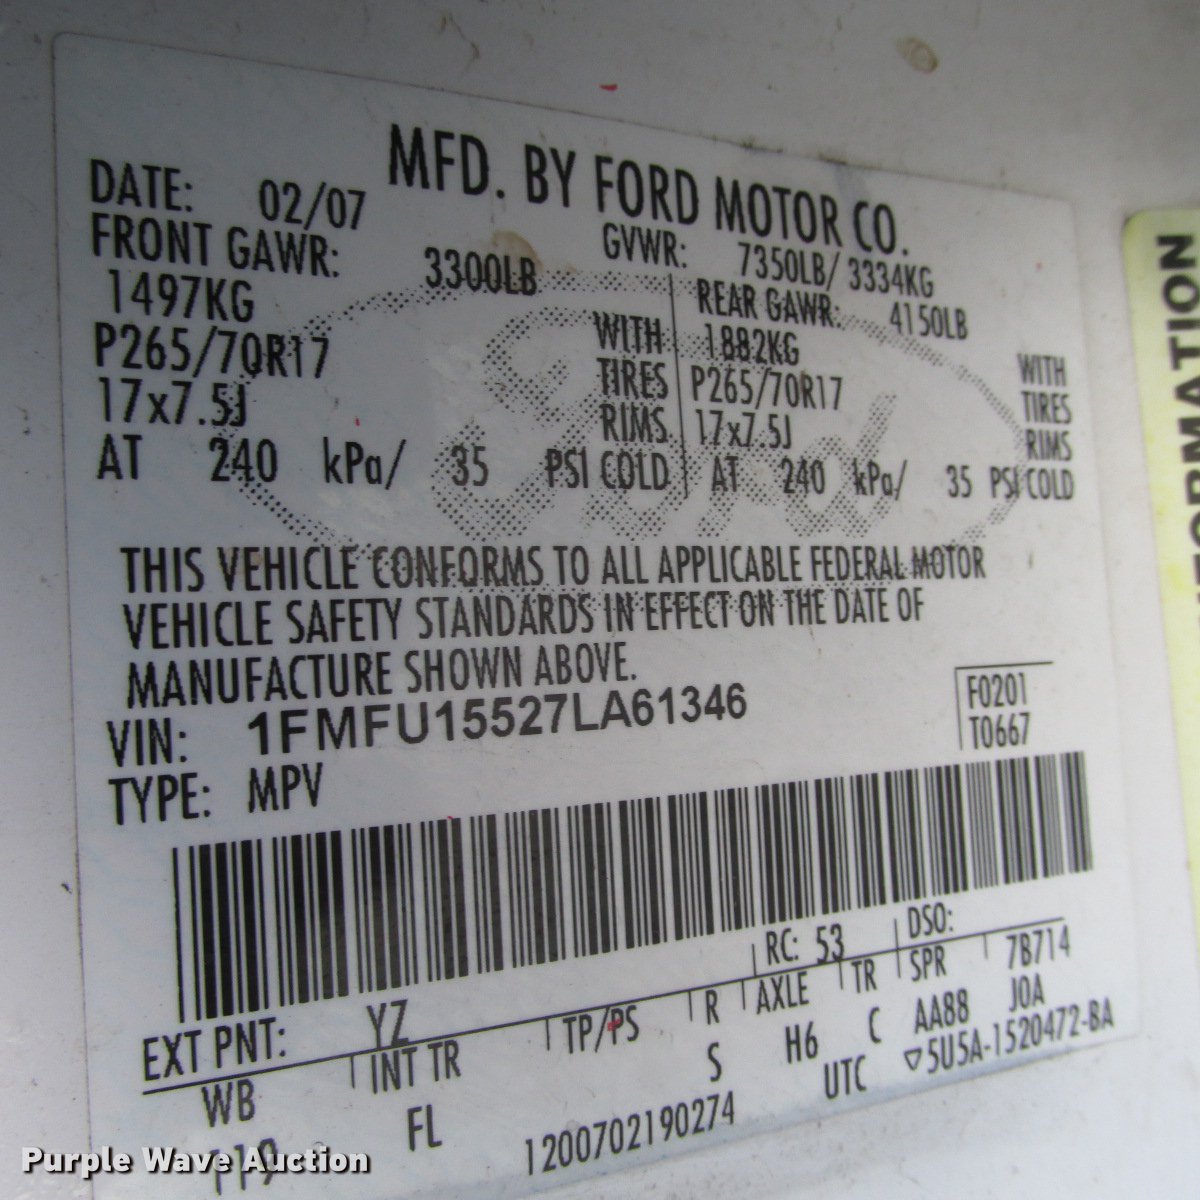 MFD. BY FORD MOTOR CO.
DATE: 02/07 GVWR: 7350LB/ 3334KG
FRONT GAWR: 3300LB REAR GAWR: 4150LB
1497KG WITH 1882KG WITH
P265/70R17 TIRES P265/70R17 TIRES
17x7.5J RIMS 17x7.5J RIMS
AT 240 kPa/ 35 PSI COLD AT 240 kPa/ 35 PSI COLD
Ford
THIS VEHICLE CONFORMS TO ALL APPLICABLE FEDERAL MOTOR
VEHICLE SAFETY STANDARDS IN EFFECT ON THE DATE OF
MANUFACTURE SHOWN ABOVE.
VIN: 1FMFU15527LA61346 F0201
TYPE: MPV T0667
EXT PNT: YZ RC: 53 DSO:
WB INT TR TP/PS R AXLE TR SPR 7B714
119 FL S H6 C AA88 J0A
1200702190274 UTC ▽5U5A-1520472-BA
Purple Wave Auction